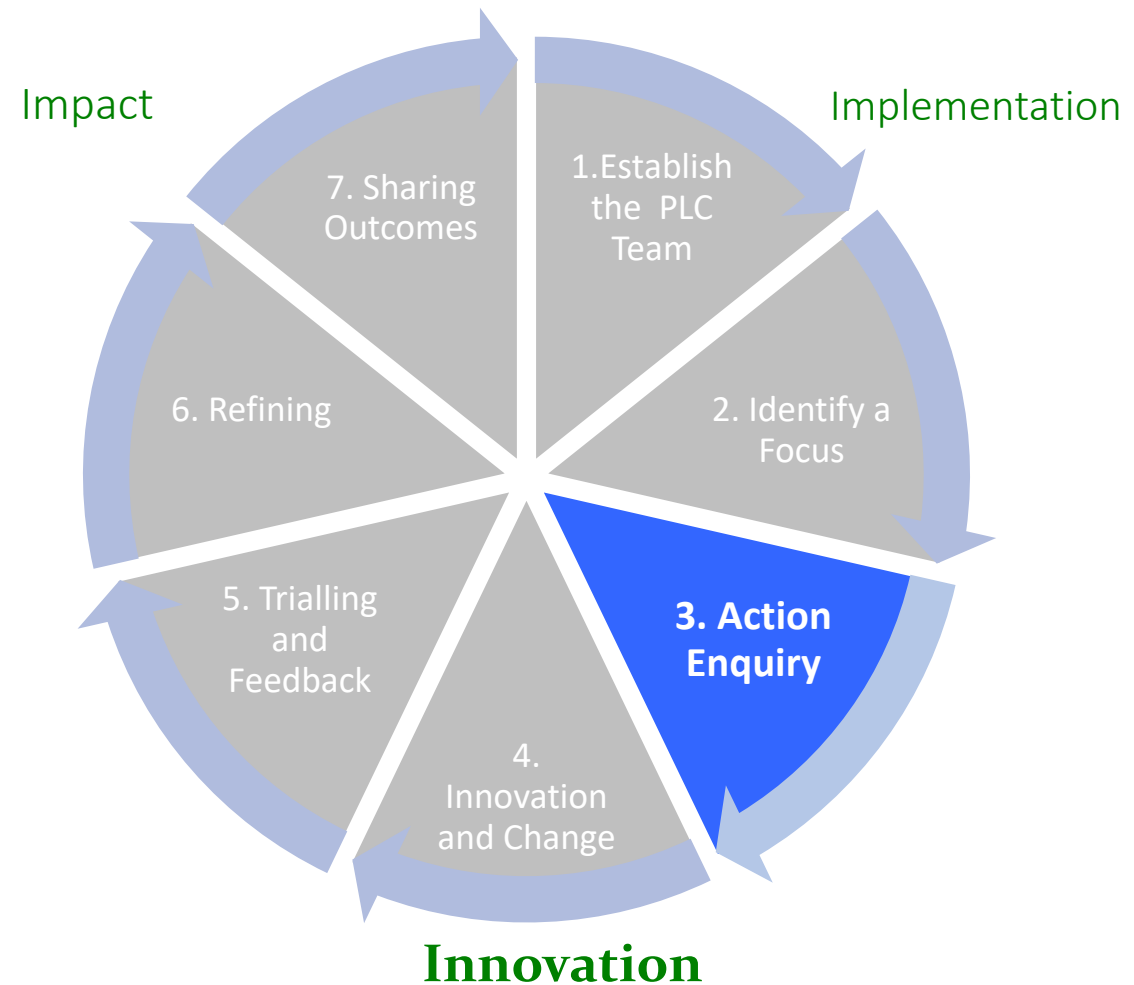 Impact
Implementation
1.Establish
the PLC
Team
2. Identify a
Focus
3. Action
Enquiry
4.
Innovation
and Change
5. Trialling
and
Feedback
6. Refining
7. Sharing
Outcomes
Innovation